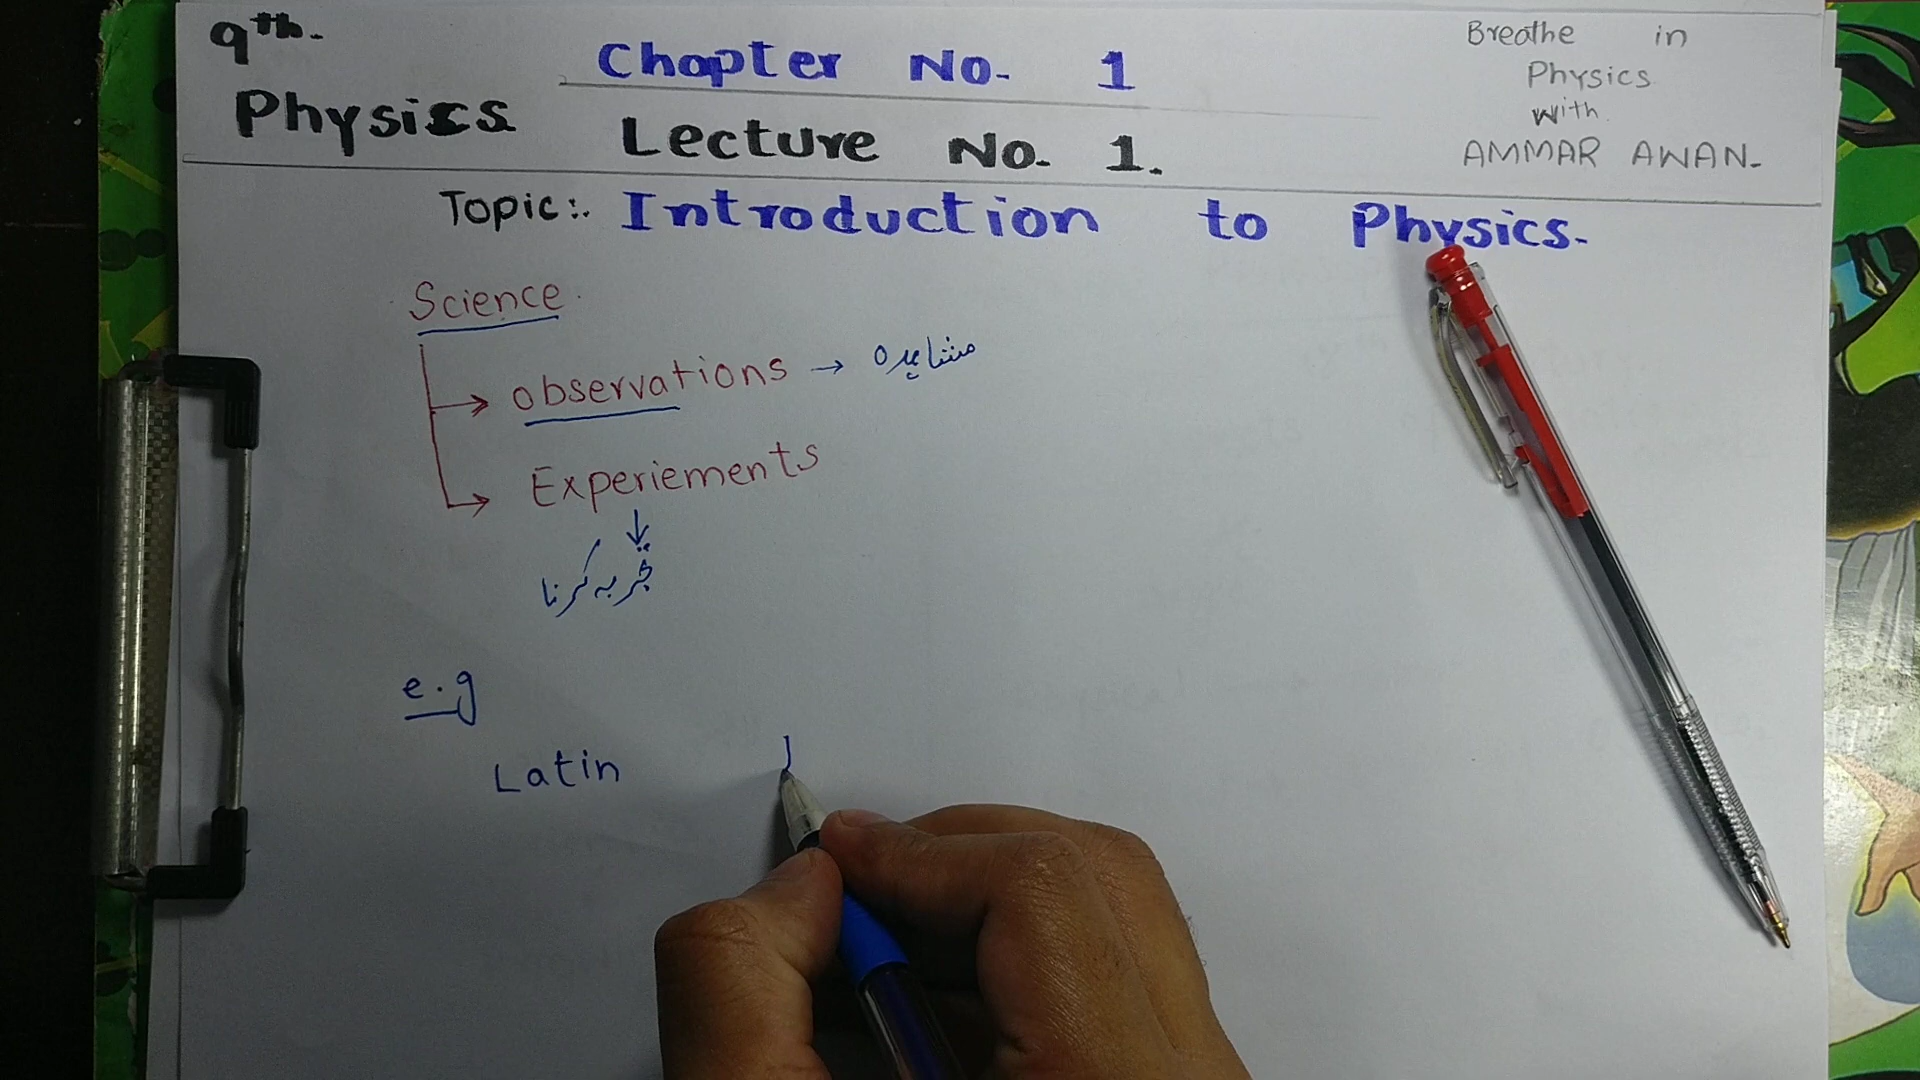 9th.
Physics
Chapter No. 1
Lecture No. 1.
Breathe in
Physics
with
AMMAR AWAN.
Topic:. Introduction to Physics.
Science
→ observations → مشاہدہ
→ Experiements
↓
تجربہ کرنا
e.g
Latin